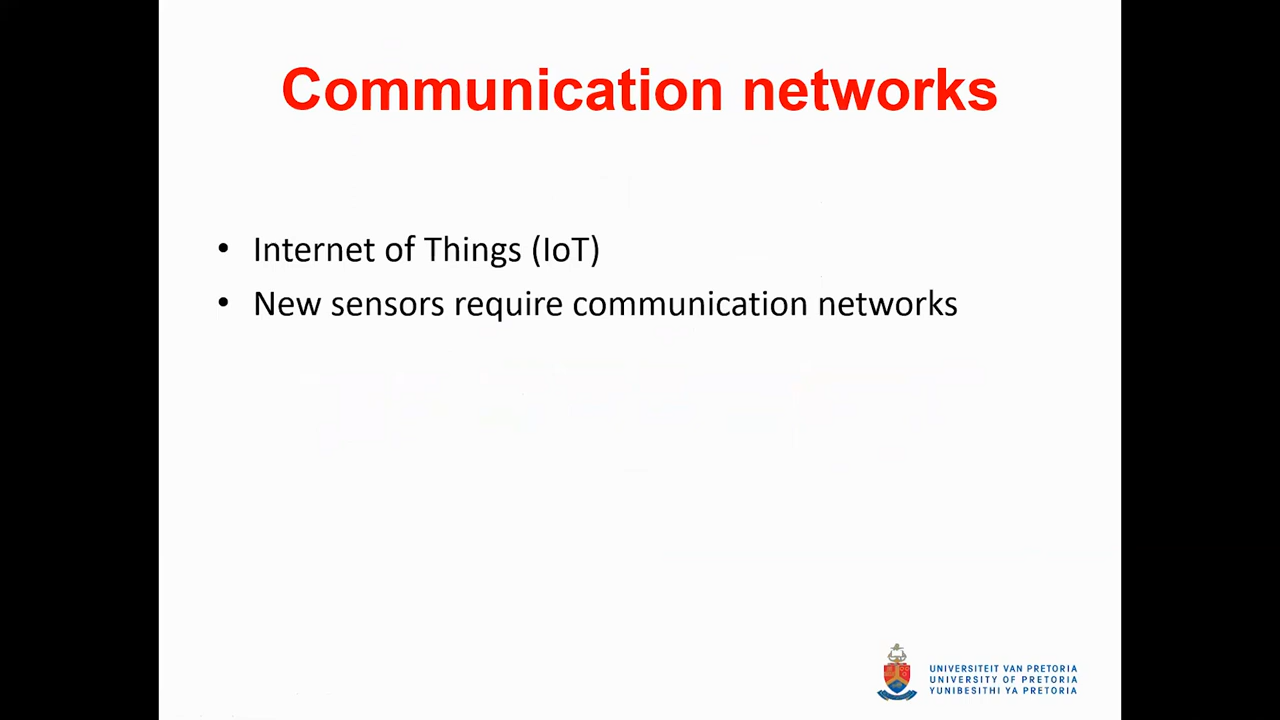 Communication networks
• Internet of Things (IoT)
• New sensors require communication networks
UNIVERSITEIT VAN PRETORIA
UNIVERSITY OF PRETORIA
YUNIBESITHI YA PRETORIA